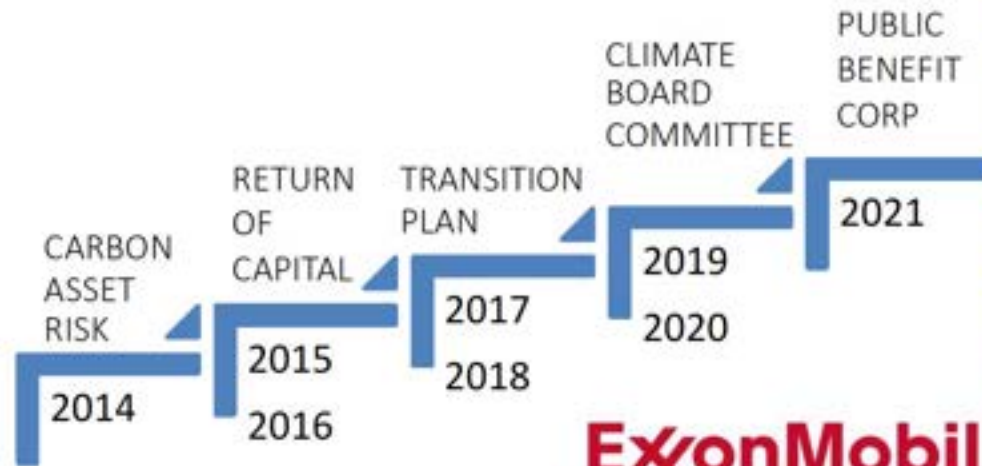 CARBON
ASSET
RISK
2014
RETURN
OF
CAPITAL
2015
2016
TRANSITION
PLAN
2017
2018
CLIMATE
BOARD
COMMITTEE
2019
2020
PUBLIC
BENEFIT
CORP
2021
ExxonMobil